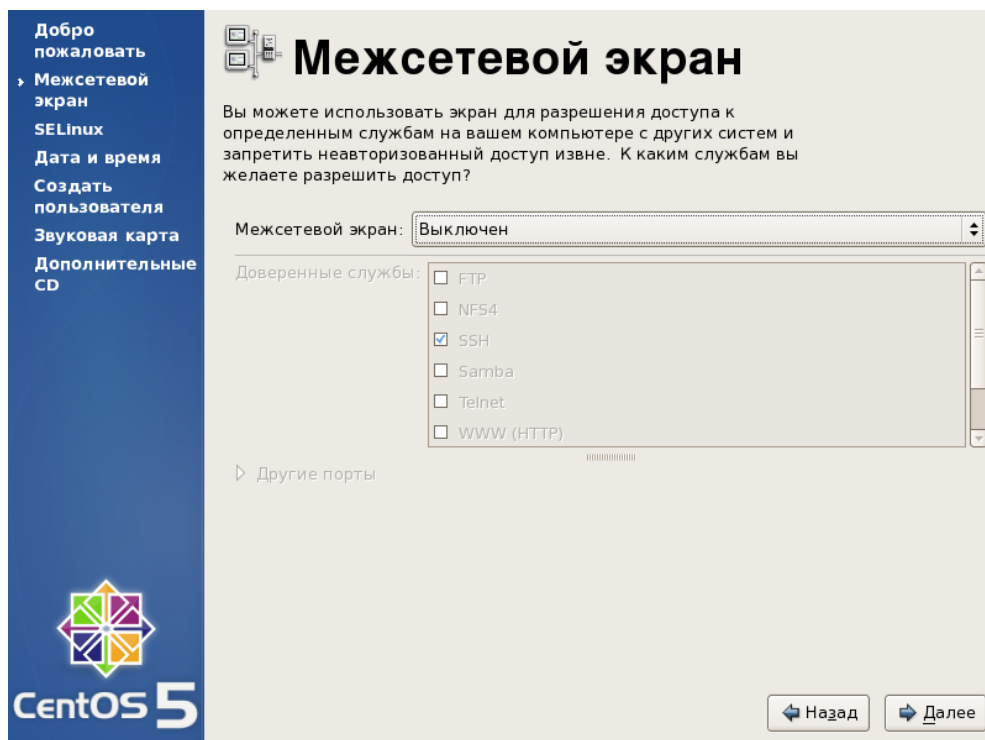 Добро
пожаловать
Межсетевой
экран
SELinux
Дата и время
Создать
пользователя
Звуковая карта
Дополнительные
CD
CentOS 5
Межсетевой экран
Вы можете использовать экран для разрешения доступа к
определенным службам на вашем компьютере с других систем и
запретить неавторизованный доступ извне. К каким службам вы
желаете разрешить доступ?
Межсетевой экран: Выключен
Доверенные службы:
FTP
NFS4
SSH
Samba
Telnet
WWW (HTTP)
Другие порты
Назад
Далее